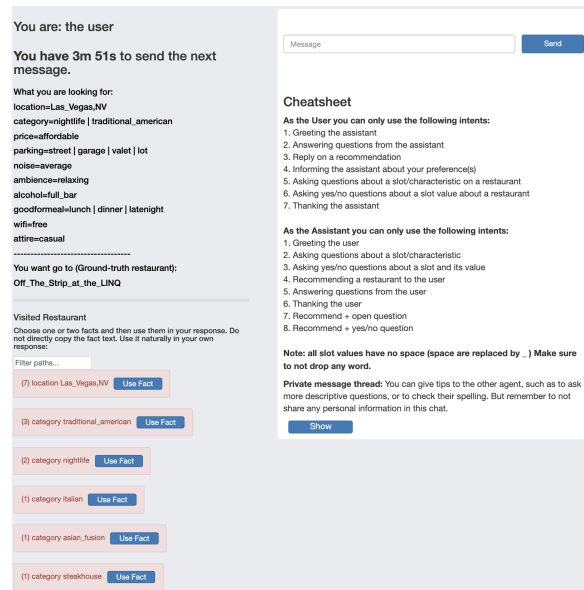 You are: the user
You have 3m 51s to send the next
message.
What you are looking for:
location=Las_Vegas,NV
category=nightlife | traditional_american
price=affordable
parking=street | garage | valet | lot
noise=average
ambience=relaxing
alcohol=full_bar
goodformeal=lunch | dinner | latenight
wifi=free
attire=casual
-----------------------------------
You want go to (Ground-truth restaurant):
Off_The_Strip_at_the_LINQ
Visited Restaurant
Choose one or two facts and then use them in your response. Do
not directly copy the fact text. Use it naturally in your own
response:
Filter paths...
(7) location Las_Vegas,NV Use Fact
(3) category traditional_american Use Fact
(2) category nightlife Use Fact
(1) category italian Use Fact
(1) category asian_fusion Use Fact
(1) category steakhouse Use Fact
Message
Send
Cheatsheet
As the User you can only use the following intents:
1. Greeting the assistant
2. Answering questions from the assistant
3. Reply on a recommendation
4. Informing the assistant about your preference(s)
5. Asking questions about a slot/characteristic on a restaurant
6. Asking yes/no questions about a slot value about a restaurant
7. Thanking the assistant
As the Assistant you can only use the following intents:
1. Greeting the user
2. Asking questions about a slot/characteristic
3. Asking yes/no questions about a slot and its value
4. Recommending a restaurant to the user
5. Answering questions from the user
6. Thanking the user
7. Recommend + open question
8. Recommend + yes/no question
Note: all slot values have no space (space are replaced by _ ) Make sure
to not drop any word.
Private message thread: You can give tips to the other agent, such as to ask
more descriptive questions, or to check their spelling. But remember to not
share any personal information in this chat.
Show